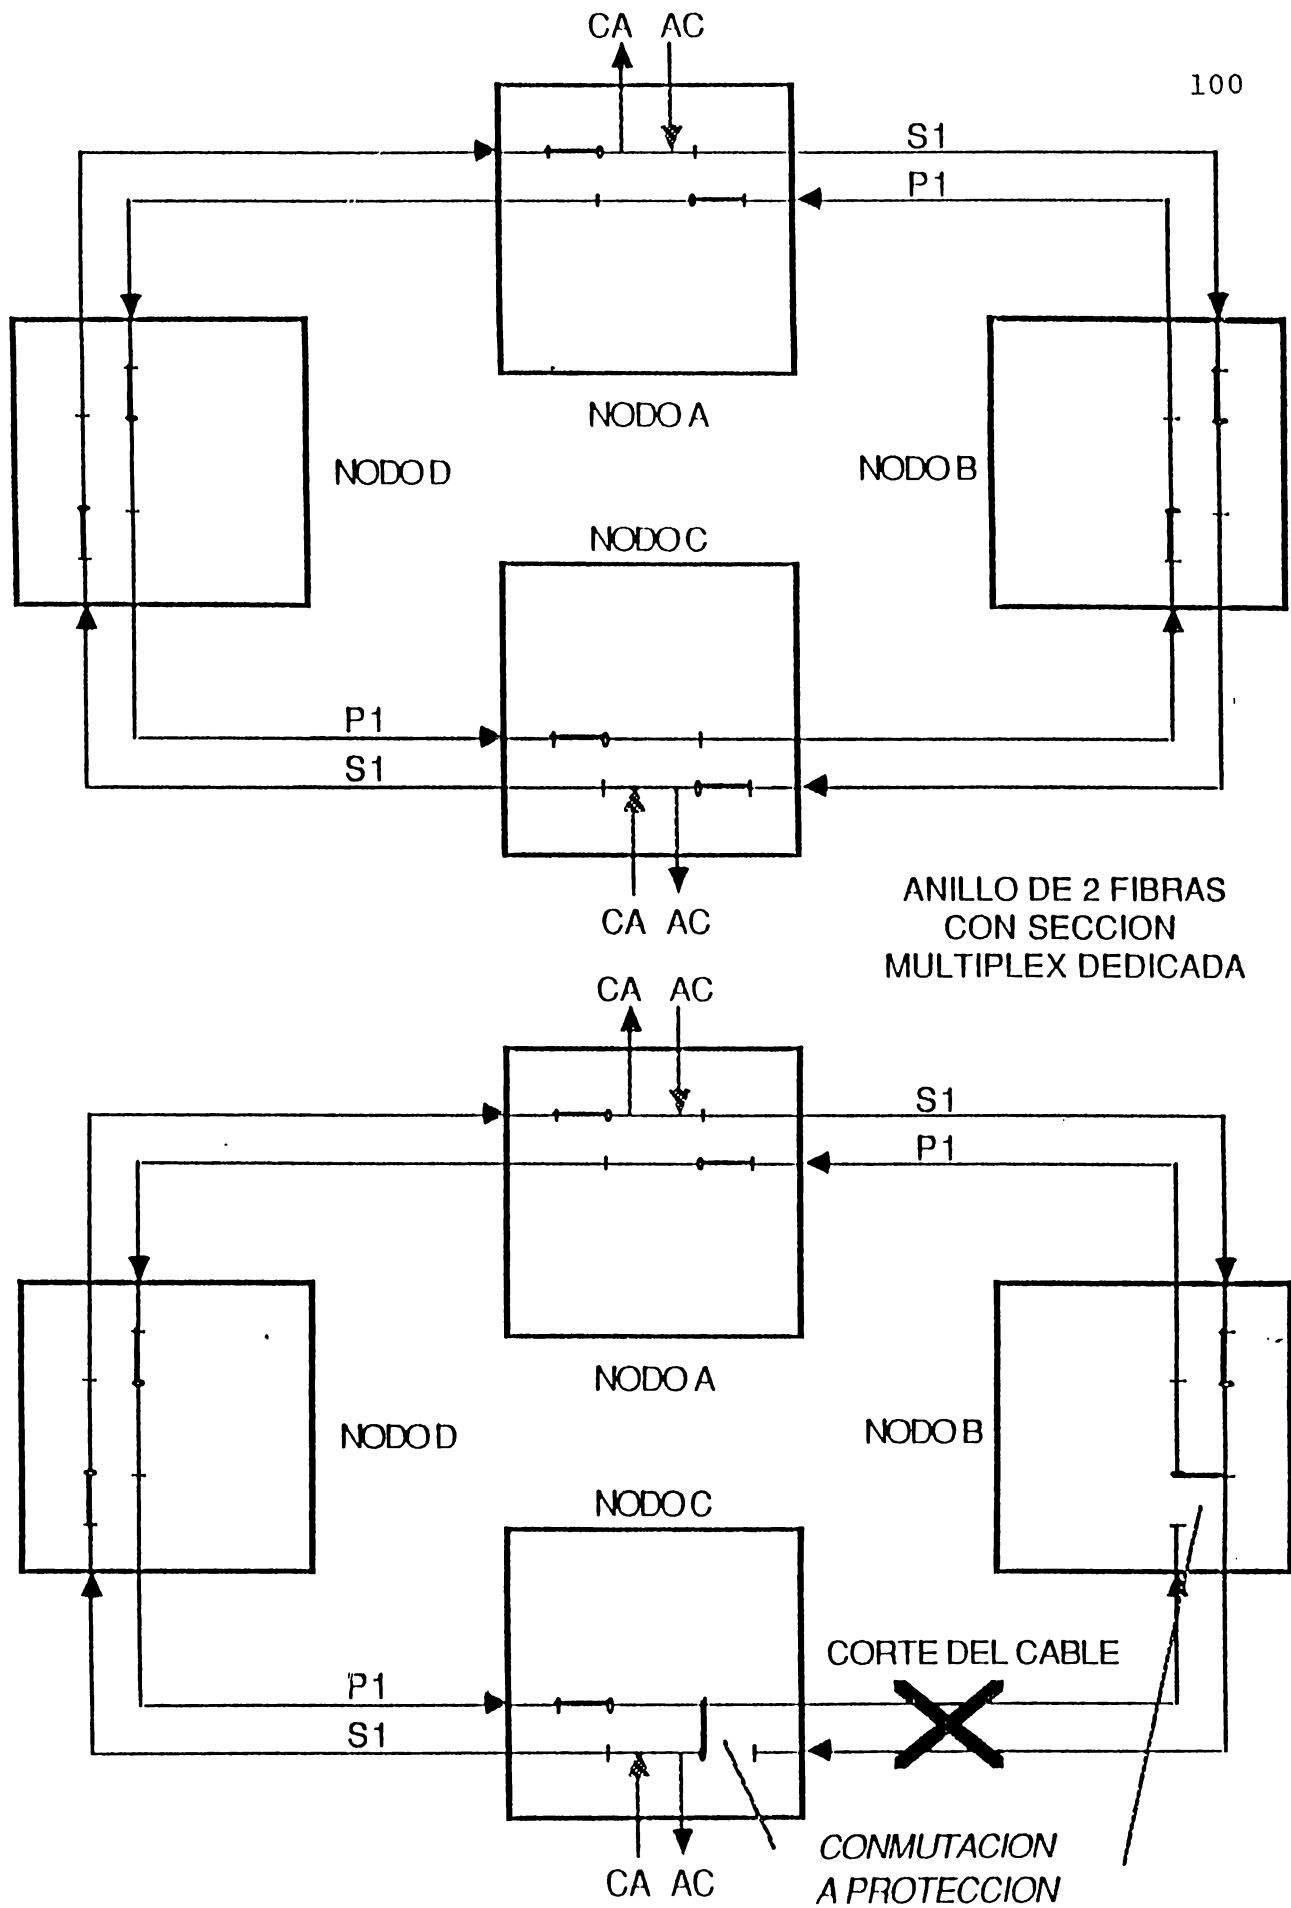 CA AC
100
S1
P1
NODO A
NODO D
NODO B
NODO C
P1
S1
CA AC
ANILLO DE 2 FIBRAS
CON SECCION
MULTIPLEX DEDICADA
CA AC
S1
P1
NODO A
NODO D
NODO B
NODO C
CORTE DEL CABLE
P1
S1
CONMUTACION
A PROTECCION
CA AC